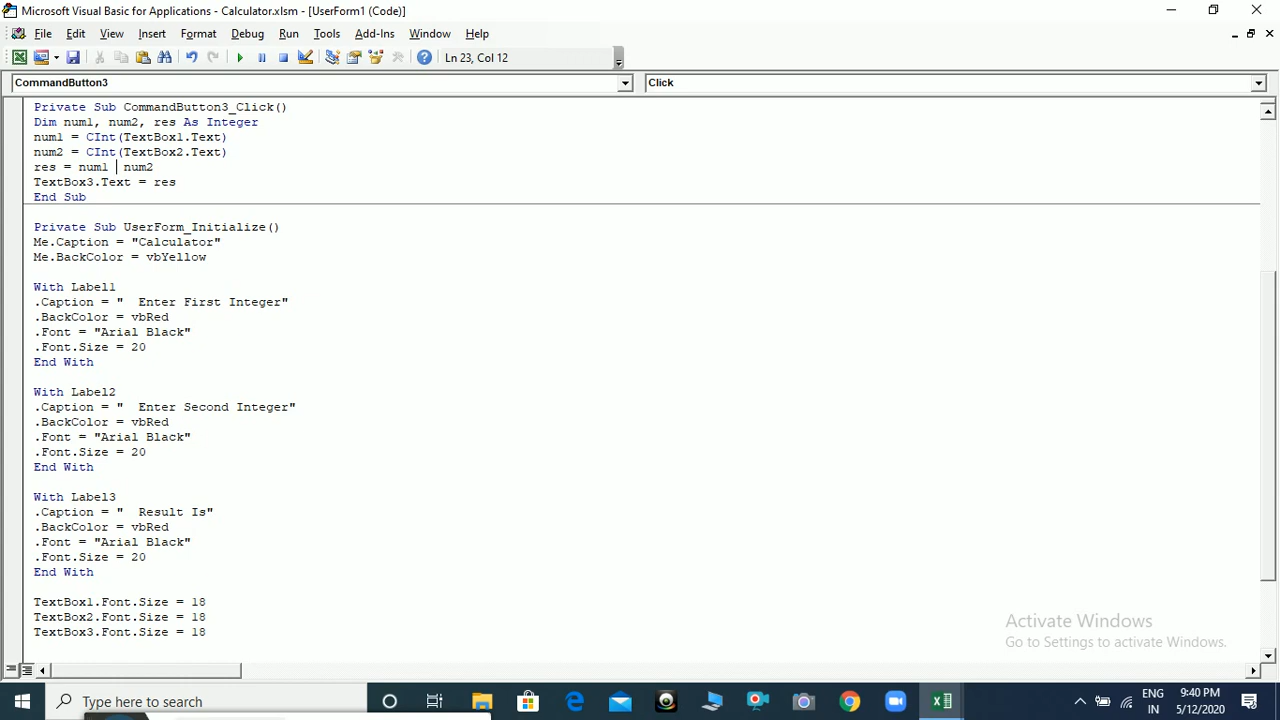 Microsoft Visual Basic for Applications - Calculator.xlsm - [UserForm1 (Code)]
File Edit View Insert Format Debug Run Tools Add-Ins Window Help
Ln 23, Col 12
CommandButton3 Click
Private Sub CommandButton3_Click()
Dim num1, num2, res As Integer
num1 = CInt(TextBox1.Text)
num2 = CInt(TextBox2.Text)
res = num1  num2
TextBox3.Text = res
End Sub
Private Sub UserForm_Initialize()
Me.Caption = "Calculator"
Me.BackColor = vbYellow
With Label1
.Caption = "  Enter First Integer"
.BackColor = vbRed
.Font = "Arial Black"
.Font.Size = 20
End With
With Label2
.Caption = "  Enter Second Integer"
.BackColor = vbRed
.Font = "Arial Black"
.Font.Size = 20
End With
With Label3
.Caption = "  Result Is"
.BackColor = vbRed
.Font = "Arial Black"
.Font.Size = 20
End With
TextBox1.Font.Size = 18
TextBox2.Font.Size = 18
TextBox3.Font.Size = 18
Activate Windows
Go to Settings to activate Windows.
Type here to search
ENG
IN
9:40 PM
5/12/2020